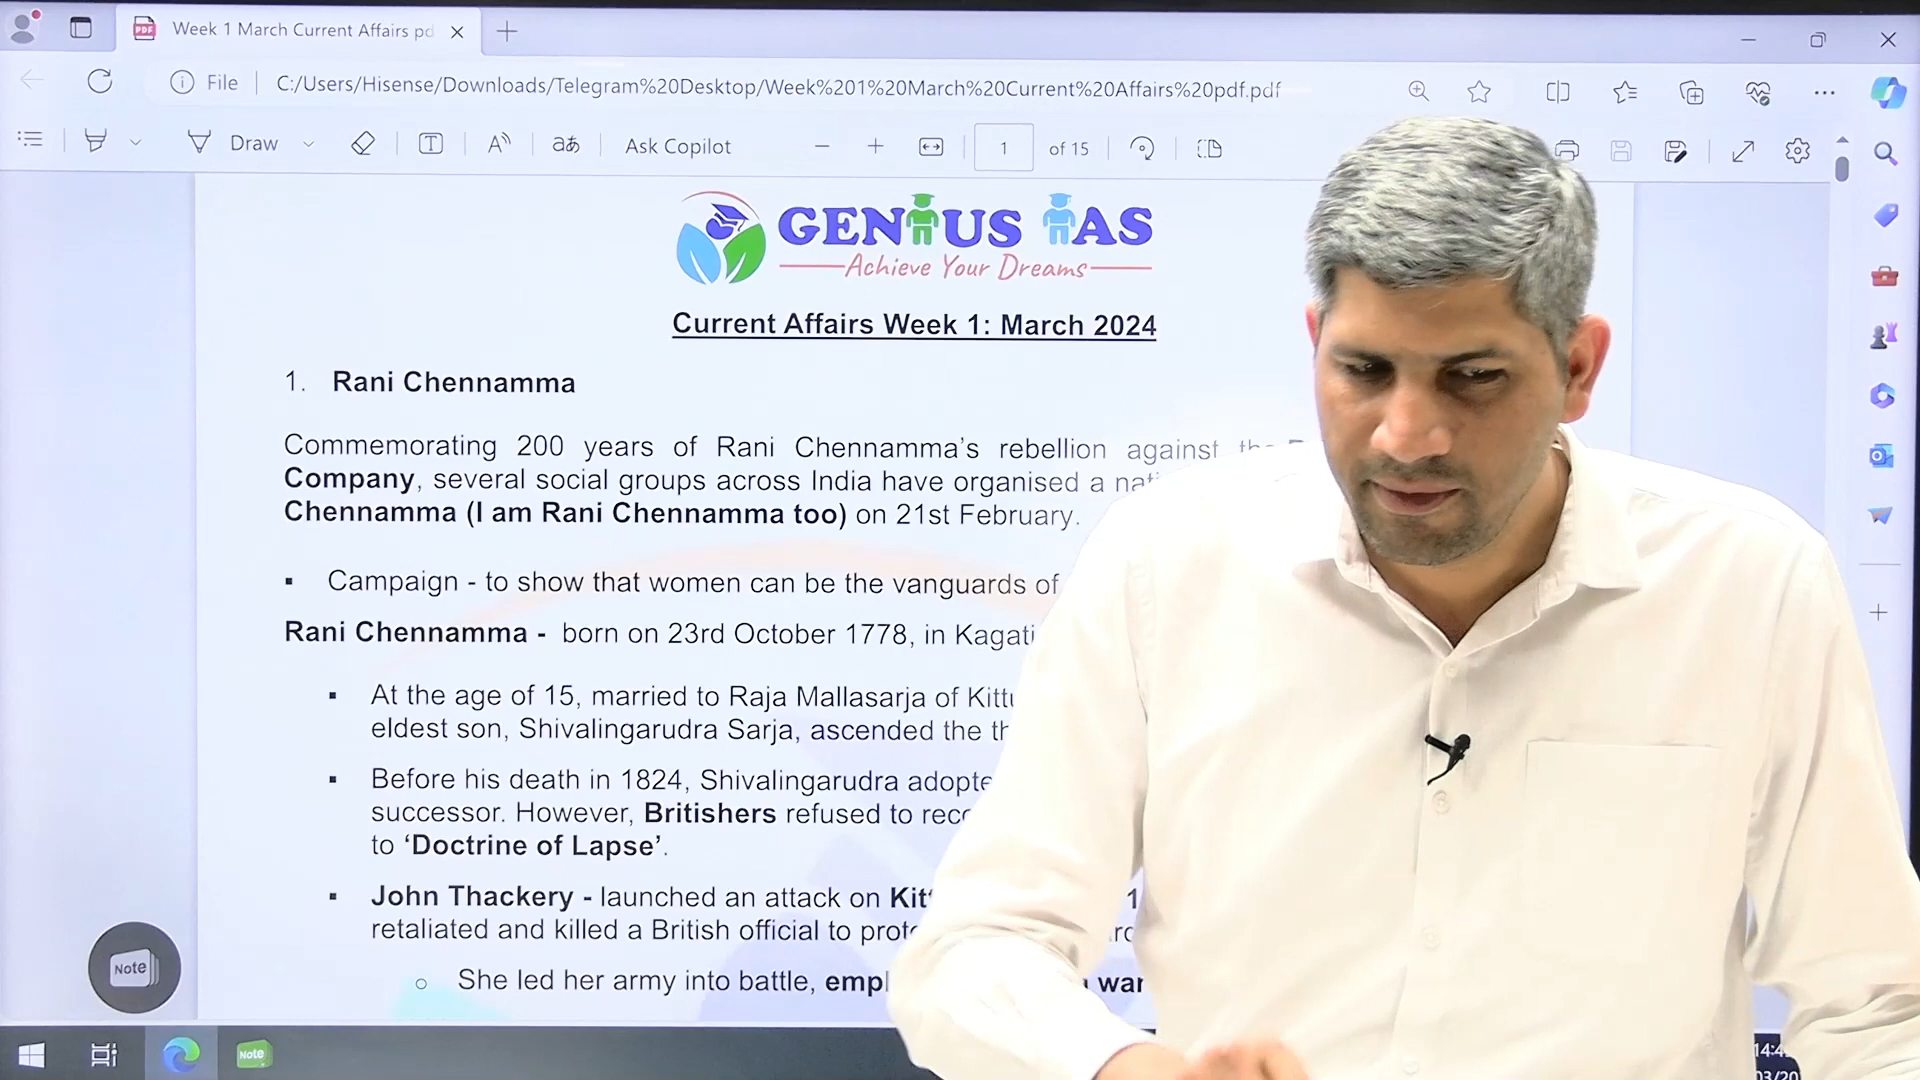 Week 1 March Current Affairs pd
File
C:/Users/Hisense/Downloads/Telegram%20Desktop/Week%201%20March%20Current%20Affairs%20pdf.pdf
Draw
Ask Copilot
1 of 15
GENIUS IAS
Achieve Your Dreams
Current Affairs Week 1: March 2024
1. Rani Chennamma
Commemorating 200 years of Rani Chennamma's rebellion against
Company, several social groups across India have organised a
Chennamma (I am Rani Chennamma too) on 21st February.
▪ Campaign - to show that women can be the vanguards of
Rani Chennamma - born on 23rd October 1778, in Kagati
▪ At the age of 15, married to Raja Mallasarja of
eldest son, Shivalingarudra Sarja, ascended the
▪ Before his death in 1824, Shivalingarudra adopte
successor. However, Britishers refused to
to ‘Doctrine of Lapse’.
▪ John Thackery - launched an attack on
retaliated and killed a British official to
○ She led her army into battle,
Note
Note